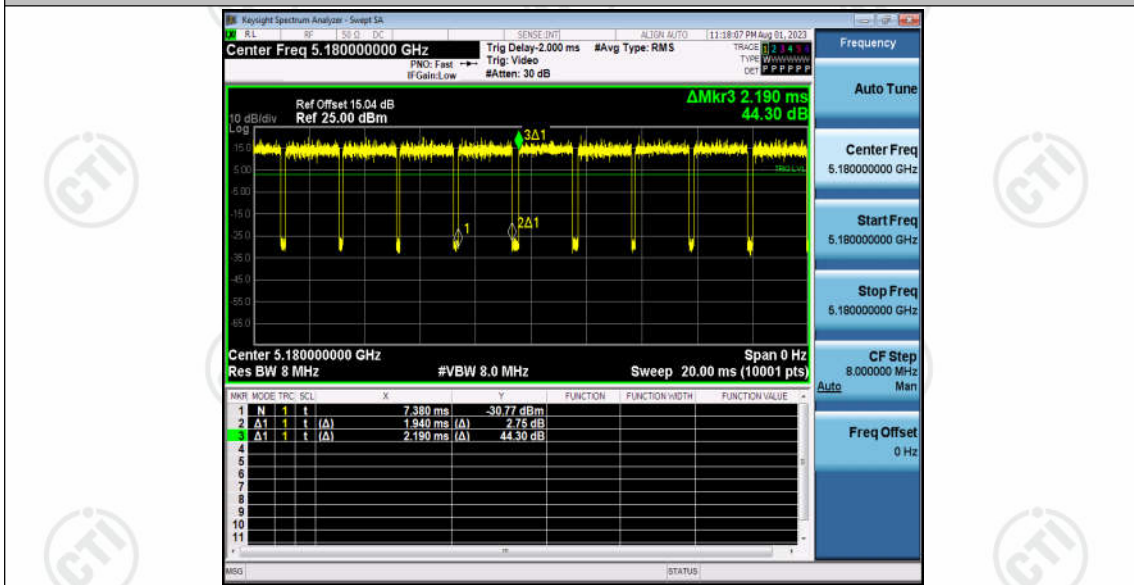 Keysight Spectrum Analyzer - Swept SA
RL RF 50 Ω DC SENSE:INT ALIGN AUTO 11:18:07 PM Aug 01, 2023
Center Freq 5.180000000 GHz Trig Delay-2.000 ms #Avg Type: RMS TRACE 1 2 3 4 5 6
PNO: Fast Trig: Video TYPE WWWWWW
IFGain:Low #Atten: 30 dB DET P P P P P P
Frequency
Auto Tune
Center Freq
5.180000000 GHz
Start Freq
5.180000000 GHz
Stop Freq
5.180000000 GHz
CF Step
8.000000 MHz
Auto Man
Freq Offset
0 Hz
ΔMkr3 2.190 ms
44.30 dB
Ref Offset 15.04 dB
10 dB/div Ref 25.00 dBm
Log
15.0
5.00
-5.00
-15.0
-25.0
-35.0
-45.0
-55.0
-65.0
3Δ1
TRIG LVL
1
2Δ1
Center 5.180000000 GHz Span 0 Hz
Res BW 8 MHz #VBW 8.0 MHz Sweep 20.00 ms (10001 pts)
MKR MODE TRC SCL X Y FUNCTION FUNCTION WIDTH FUNCTION VALUE
1 N 1 t 7.380 ms -30.77 dBm
2 Δ1 1 t (Δ) 1.940 ms (Δ) 2.75 dB
3 Δ1 1 t (Δ) 2.190 ms (Δ) 44.30 dB
4
5
6
7
8
9
10
11
MSG STATUS
CTI
CTI
CTI
CTI